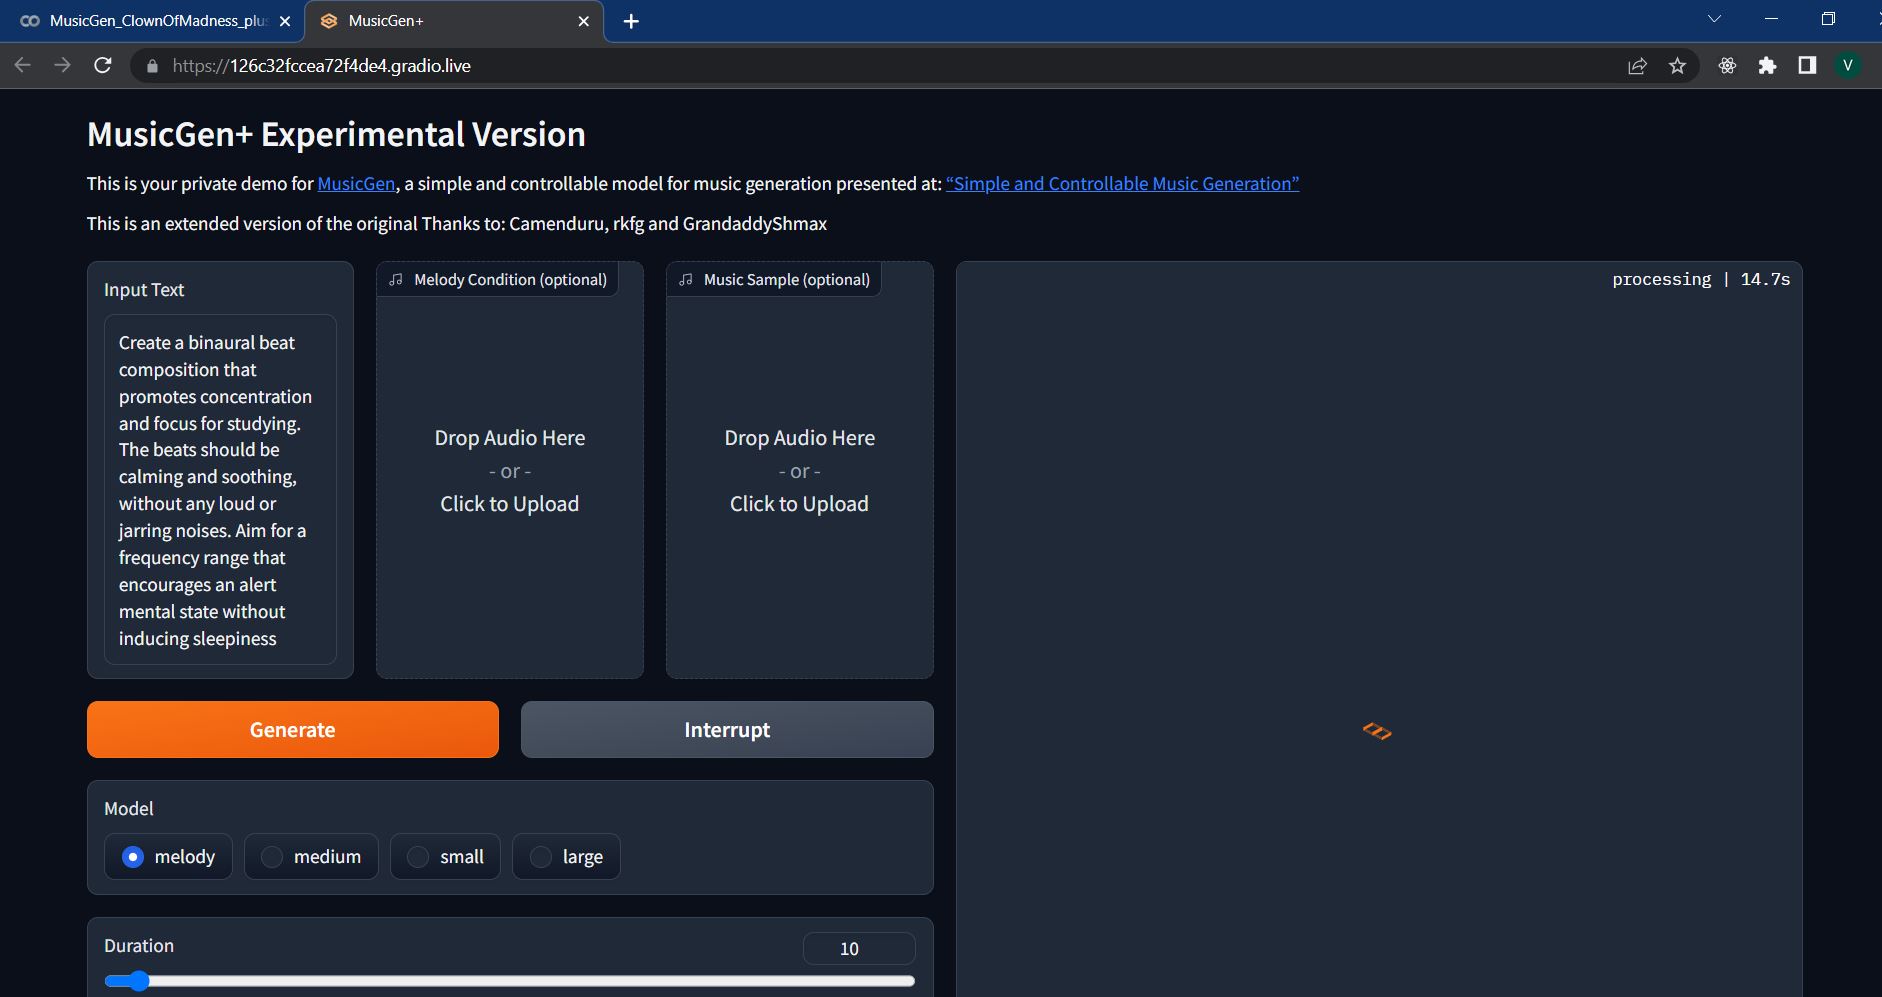 MusicGen_ClownOfMadness_plus
MusicGen+
https://126c32fccea72f4de4.gradio.live
V
MusicGen+ Experimental Version
This is your private demo for MusicGen, a simple and controllable model for music generation presented at: “Simple and Controllable Music Generation”
This is an extended version of the original Thanks to: Camenduru, rkfg and GrandaddyShmax
Input Text
Create a binaural beat
composition that
promotes concentration
and focus for studying.
The beats should be
calming and soothing,
without any loud or
jarring noises. Aim for a
frequency range that
encourages an alert
mental state without
inducing sleepiness
Melody Condition (optional)
Drop Audio Here
- or -
Click to Upload
Music Sample (optional)
Drop Audio Here
- or -
Click to Upload
processing | 14.7s
Generate
Interrupt
Model
melody
medium
small
large
Duration
10